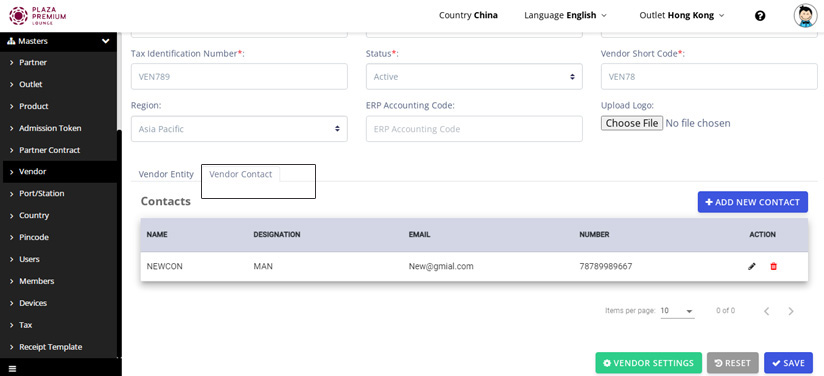 PLAZA
PREMIUM
LOUNGE
Country China
Language English
Outlet Hong Kong
Masters
Partner
Outlet
Product
Admission Token
Partner Contract
Vendor
Port/Station
Country
Pincode
Users
Members
Devices
Tax
Receipt Template
Tax Identification Number*:
Status*:
Vendor Short Code*:
VEN789
Active
VEN78
Region:
ERP Accounting Code:
Upload Logo:
Asia Pacific
ERP Accounting Code
Choose File No file chosen
Vendor Entity
Vendor Contact
Contacts
ADD NEW CONTACT
NAME DESIGNATION EMAIL NUMBER ACTION
NEWCON MAN New@gmial.com 78789989667
Items per page: 10 0 of 0
VENDOR SETTINGS
RESET
SAVE